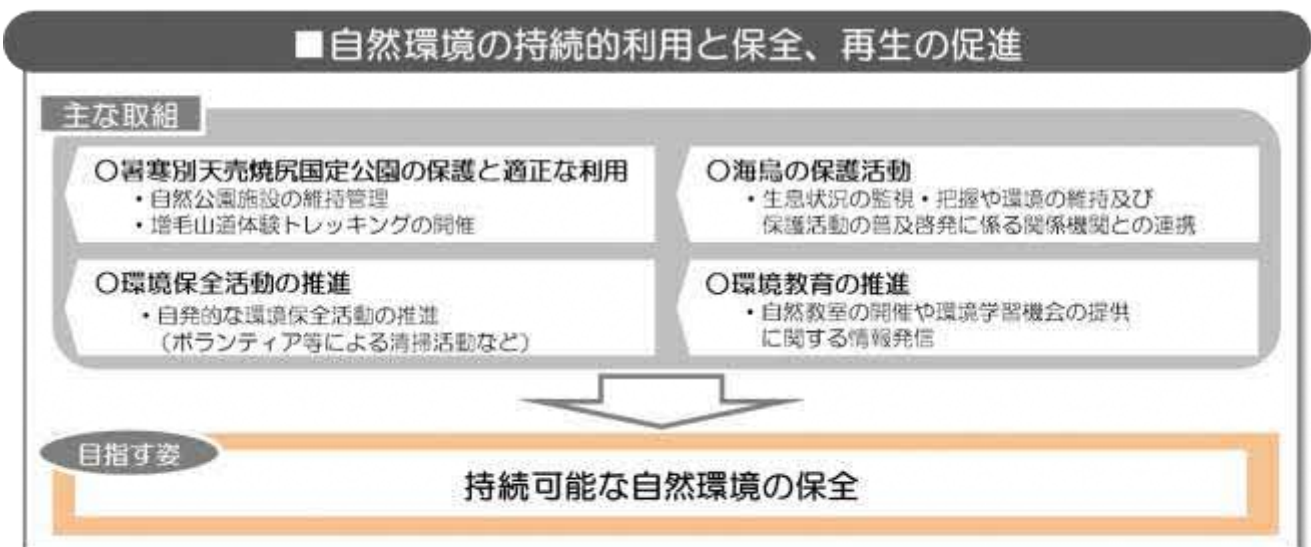 ■自然環境の持続的利用と保全、再生の促進
主な取組
○暑寒別天売焼尻国定公園の保護と適正な利用
・自然公園施設の維持管理
・増毛山道体験トレッキングの開催
○海鳥の保護活動
・生息状況の監視・把握や環境の維持及び
保護活動の普及啓発に係る関係機関との連携
○環境保全活動の推進
・自発的な環境保全活動の推進
（ボランティア等による清掃活動など）
○環境教育の推進
・自然教室の開催や環境学習機会の提供
に関する情報発信
目指す姿
持続可能な自然環境の保全